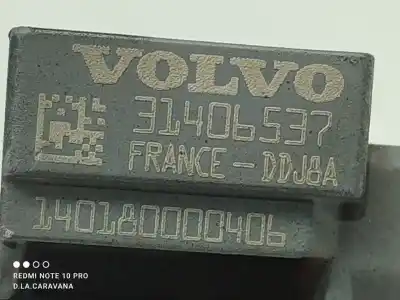 VOLVO
31406537
FRANCE-DDJ8A
140180000406
REDMI NOTE 10 PRO
D.LA.CARAVANA